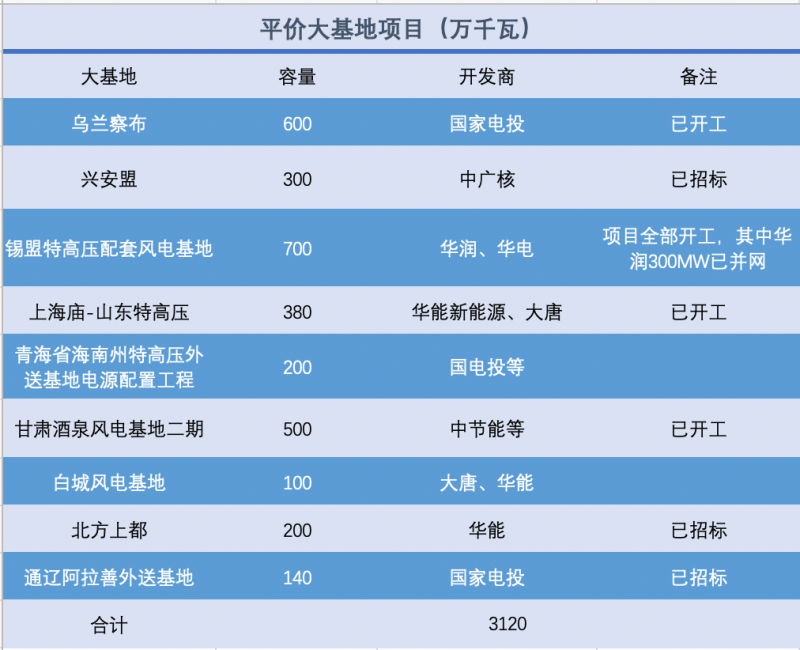 平价大基地项目（万千瓦）
大基地 容量 开发商 备注
乌兰察布 600 国家电投 已开工
兴安盟 300 中广核 已招标
锡盟特高压配套风电基地 700 华润、华电 项目全部开工，其中华
润300MW已并网
上海庙-山东特高压 380 华能新能源、大唐 已开工
青海省海南州特高压外
送基地电源配置工程 200 国电投等
甘肃酒泉风电基地二期 500 中节能等 已开工
白城风电基地 100 大唐、华能
北方上都 200 华能 已招标
通辽阿拉善外送基地 140 国家电投 已招标
合计 3120